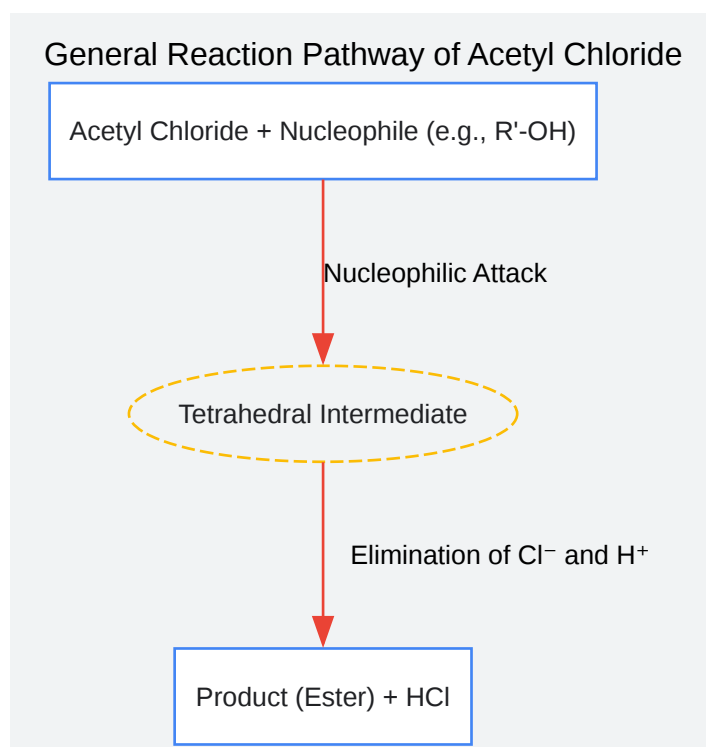 General Reaction Pathway of Acetyl Chloride
Acetyl Chloride + Nucleophile (e.g., R'-OH)
Nucleophilic Attack
Tetrahedral Intermediate
Elimination of Cl⁻ and H⁺
Product (Ester) + HCl